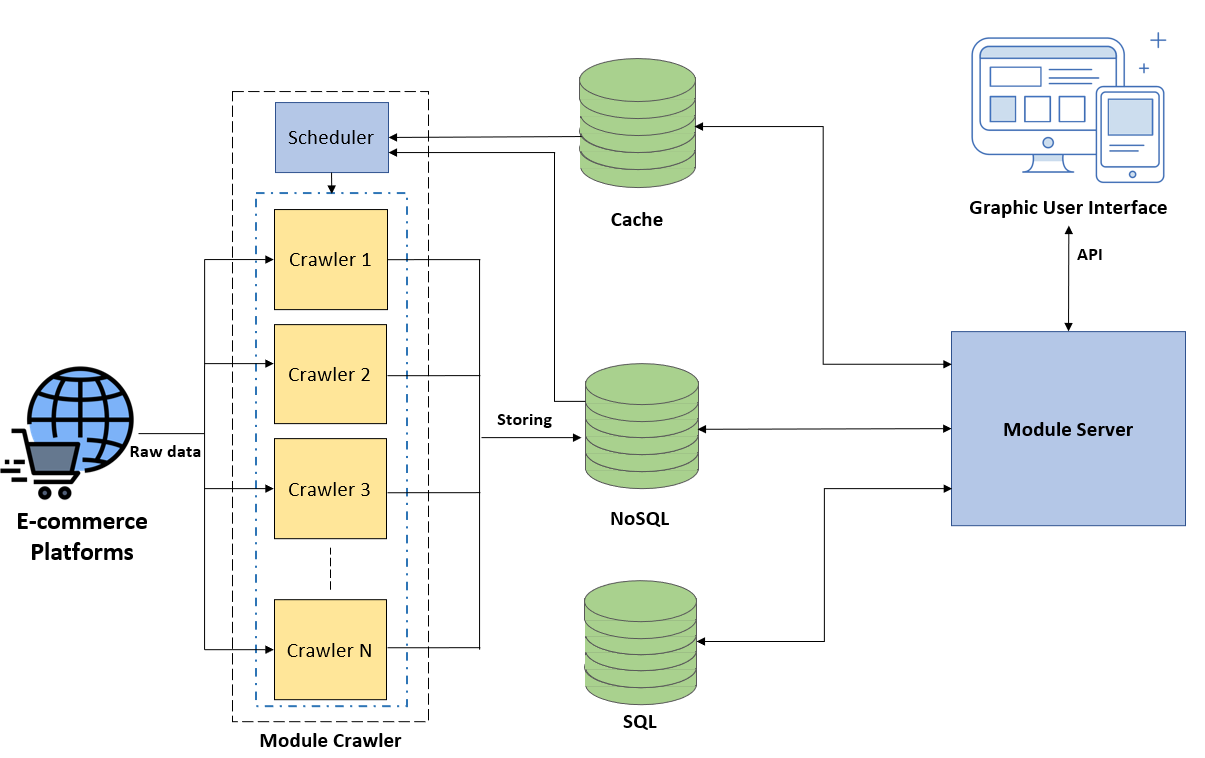 Scheduler
Crawler 1
Crawler 2
Crawler 3
Crawler N
Module Crawler
Raw data
E-commerce
Platforms
Storing
Cache
NoSQL
SQL
Graphic User Interface
API
Module Server